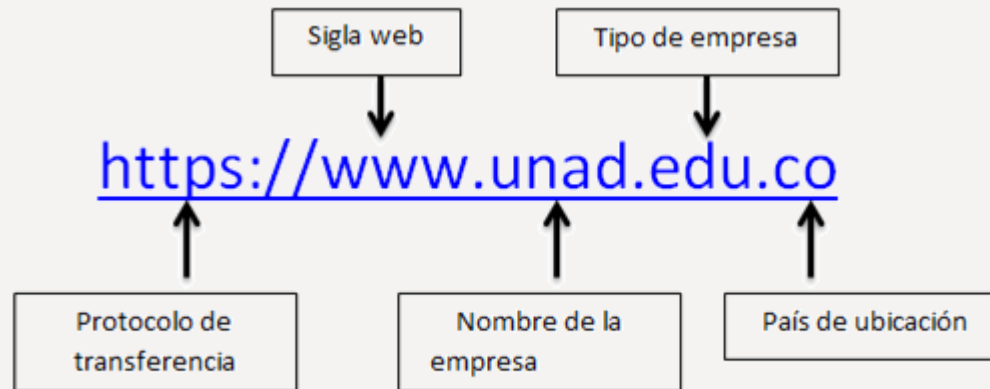 Sigla web
Tipo de empresa
https://www.unad.edu.co
Protocolo de
transferencia
Nombre de la
empresa
País de ubicación